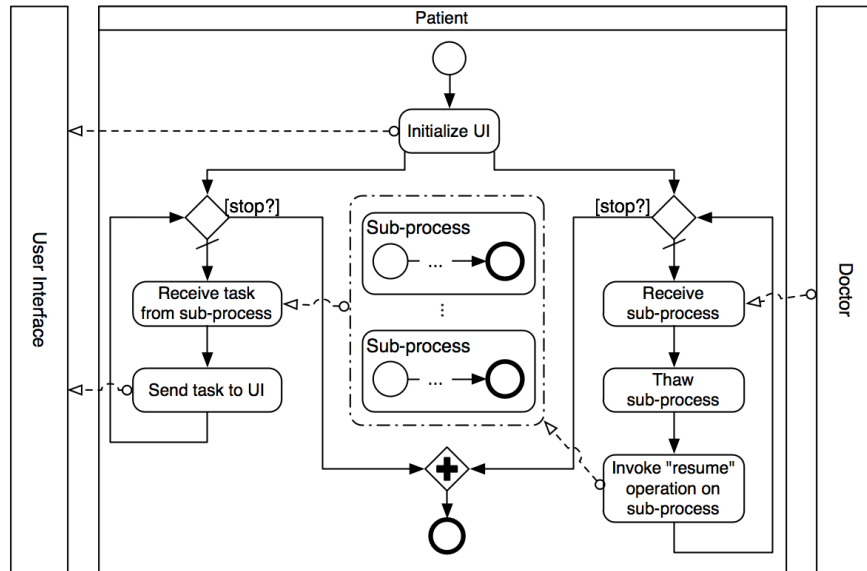 Patient
User Interface
Doctor
Initialize UI
[stop?]
[stop?]
Sub-process
...
Receive task
from sub-process
Receive
sub-process
...
Sub-process
...
Send task to UI
Thaw
sub-process
Invoke "resume"
operation on
sub-process